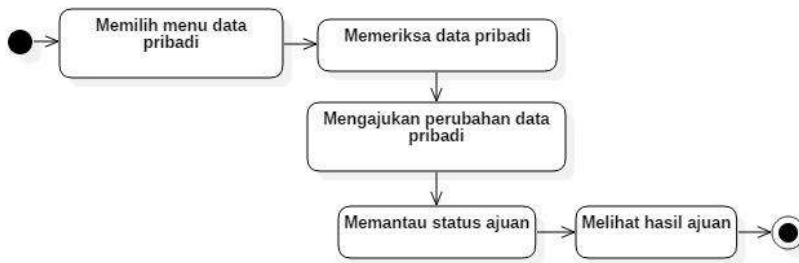 Memilih menu data
pribadi
Memeriksa data pribadi
Mengajukan perubahan data
pribadi
Memantau status ajuan
Melihat hasil ajuan